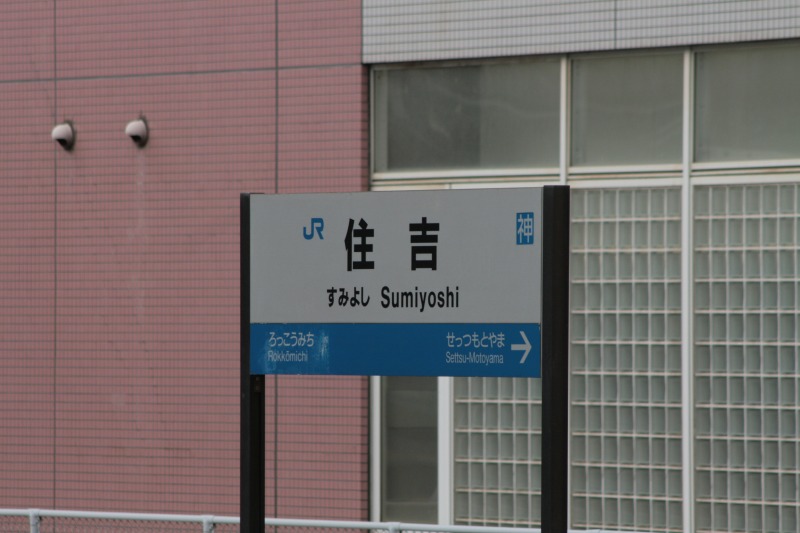 JR 住吉 神
すみよし Sumiyoshi
ろっこうみち せっつもとやま →
Rokkōmichi Settsu-Motoyama